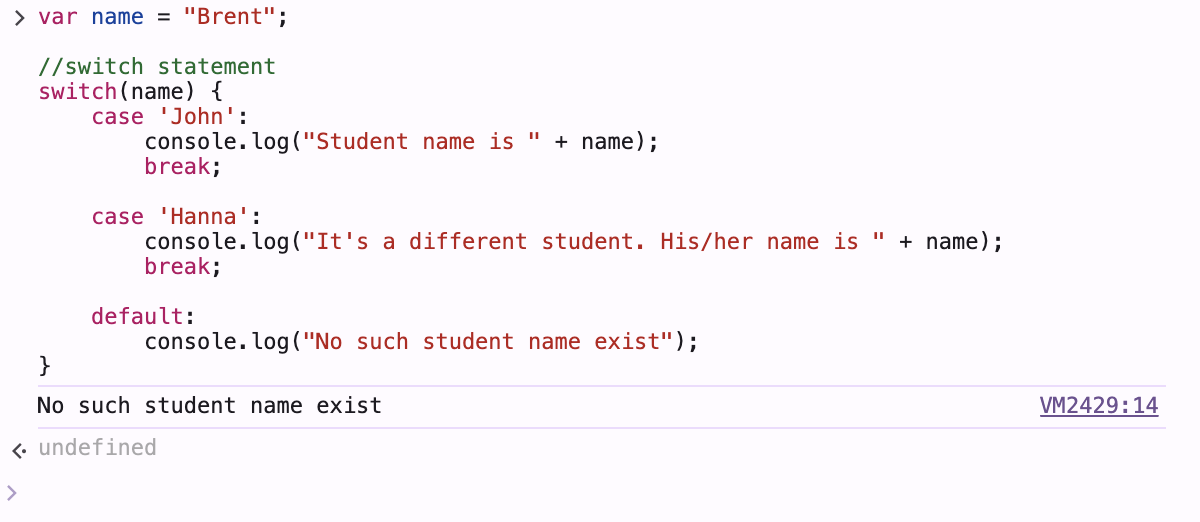 > var name = "Brent";
//switch statement
switch(name) {
    case 'John':
        console.log("Student name is " + name);
        break;
    case 'Hanna':
        console.log("It's a different student. His/her name is " + name);
        break;
    default:
        console.log("No such student name exist");
}
No such student name exist VM2429:14
undefined